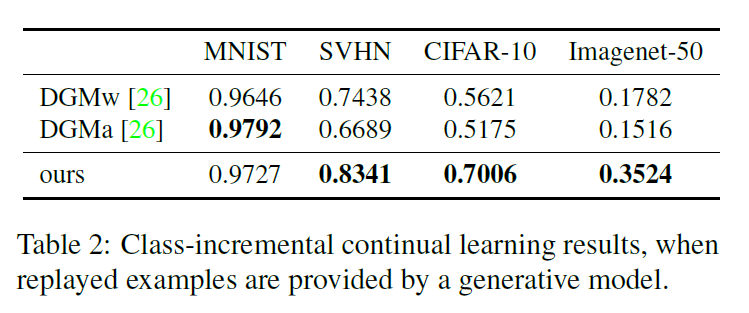 MNIST SVHN CIFAR-10 Imagenet-50
DGMw [26] 0.9646 0.7438 0.5621 0.1782
DGMa [26] 0.9792 0.6689 0.5175 0.1516
ours 0.9727 0.8341 0.7006 0.3524
Table 2: Class-incremental continual learning results, when
replayed examples are provided by a generative model.